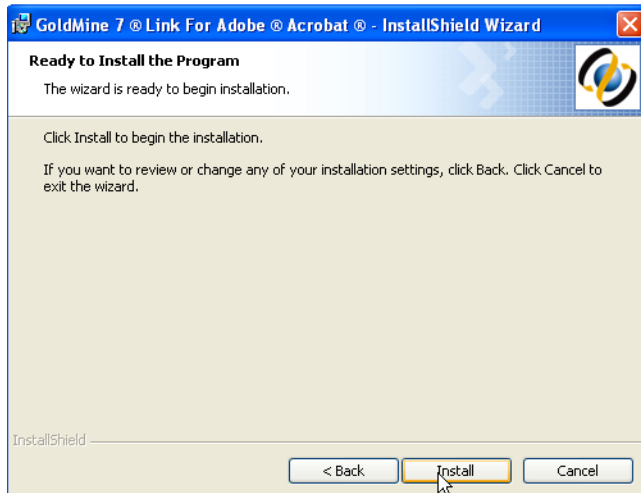 GoldMine 7 ® Link For Adobe ® Acrobat ® - InstallShield Wizard
Ready to Install the Program
The wizard is ready to begin installation.
Click Install to begin the installation.
If you want to review or change any of your installation settings, click Back. Click Cancel to
exit the wizard.
InstallShield
< Back
Install
Cancel